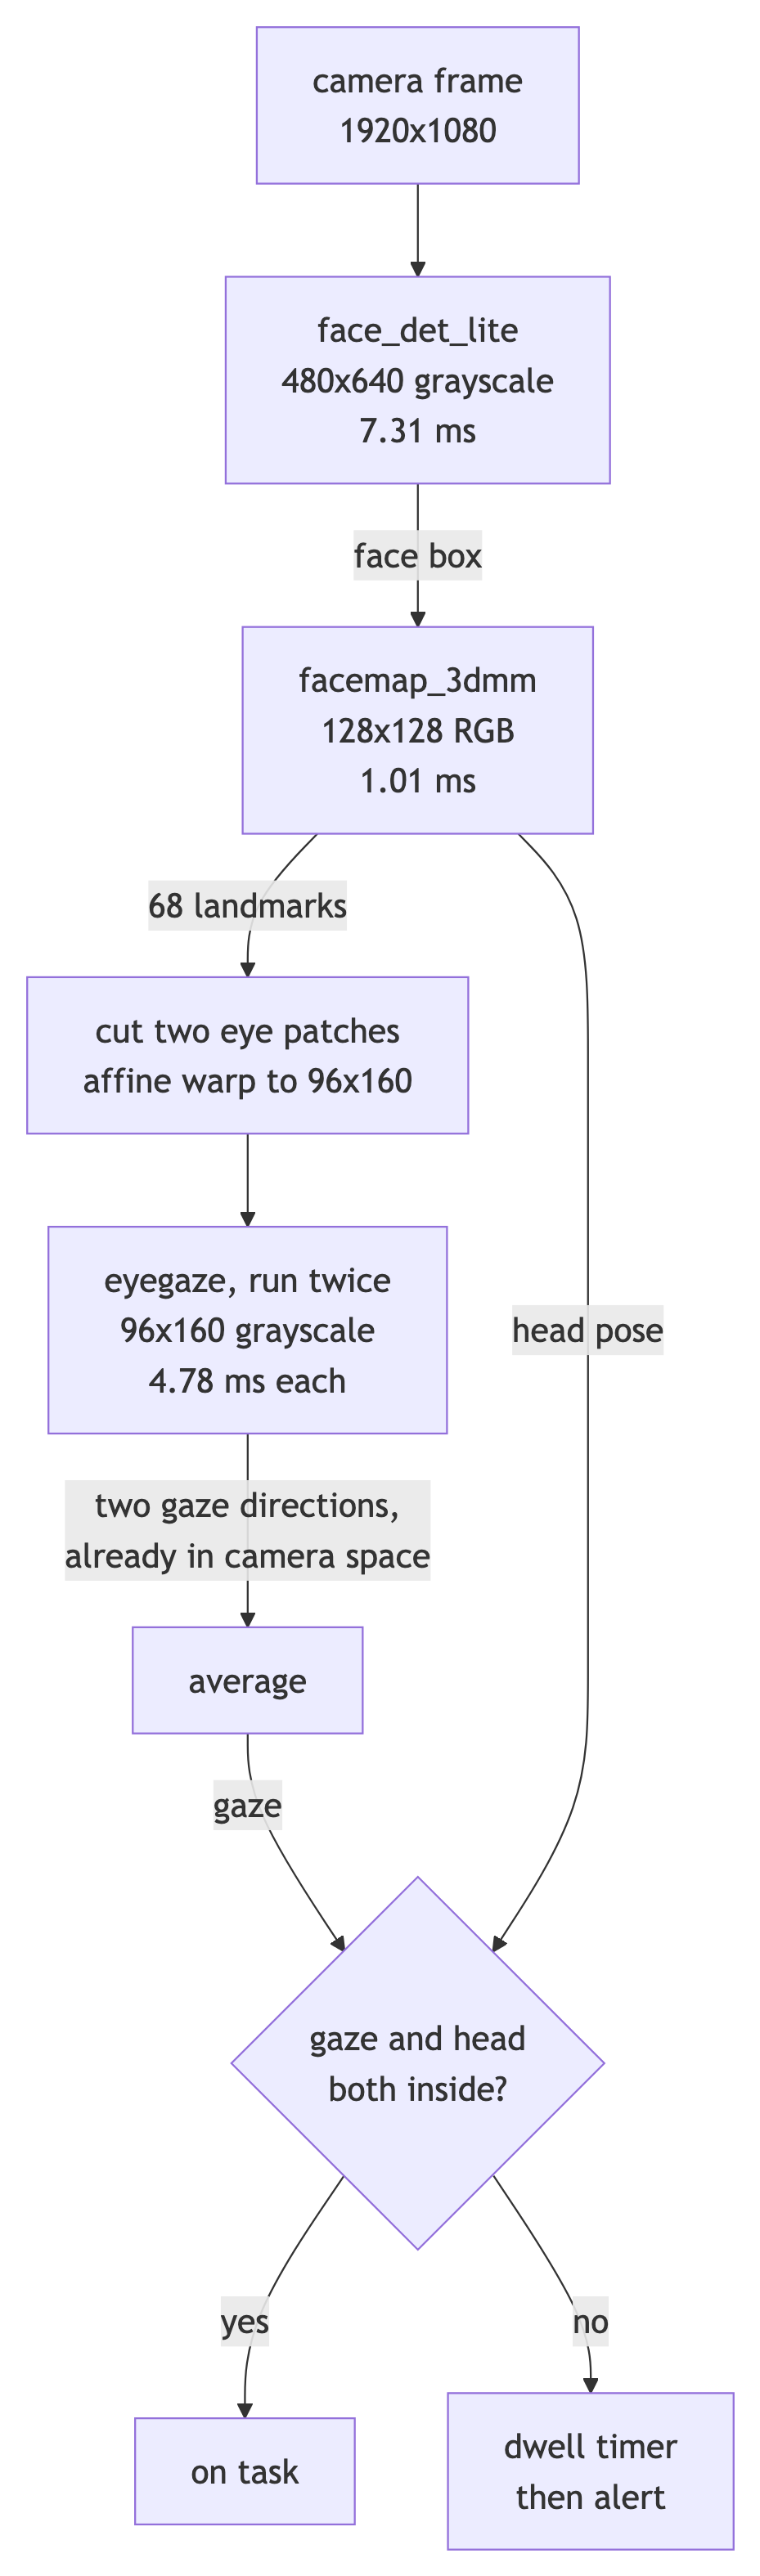 camera frame
1920x1080
face_det_lite
480x640 grayscale
7.31 ms
face box
facemap_3dmm
128x128 RGB
1.01 ms
68 landmarks
cut two eye patches
affine warp to 96x160
eyegaze, run twice
96x160 grayscale
4.78 ms each
head pose
two gaze directions,
already in camera space
average
gaze
gaze and head
both inside?
yes
no
on task
dwell timer
then alert